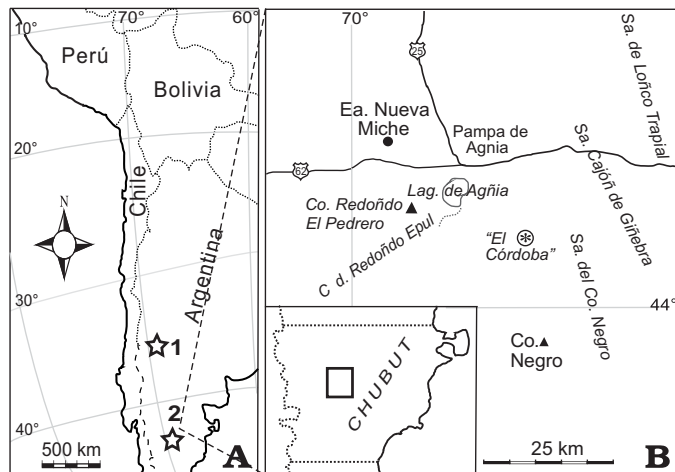 70°
60°
10°
Perú
Bolivia
20°
Chile
N
Argentina
30°
1
2
40°
500 km
A
70°
25
Sa. de Loñco Trapial
Ea. Nueva
Miche
Pampa de
Agnia
62
Sa. Cajóñ de Giñebra
Lag. de Agñia
Co. Redoñdo
El Pedrero
C d. Redoñdo Epul
“El
Córdoba”
Sa. del Co. Negro
44°
Co.
Negro
CHUBUT
25 km
B